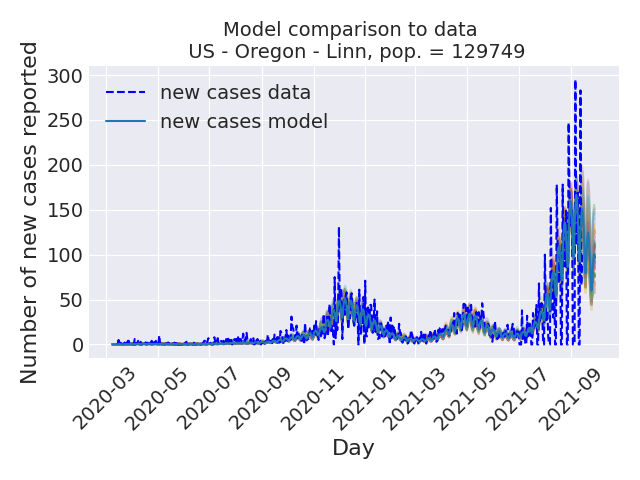 Model comparison to data
US - Oregon - Linn, pop. = 129749
Number of new cases reported
300
250
200
150
100
50
0
new cases data
new cases model
2020-03
2020-05
2020-07
2020-09
2020-11
2021-01
2021-03
2021-05
2021-07
2021-09
Day